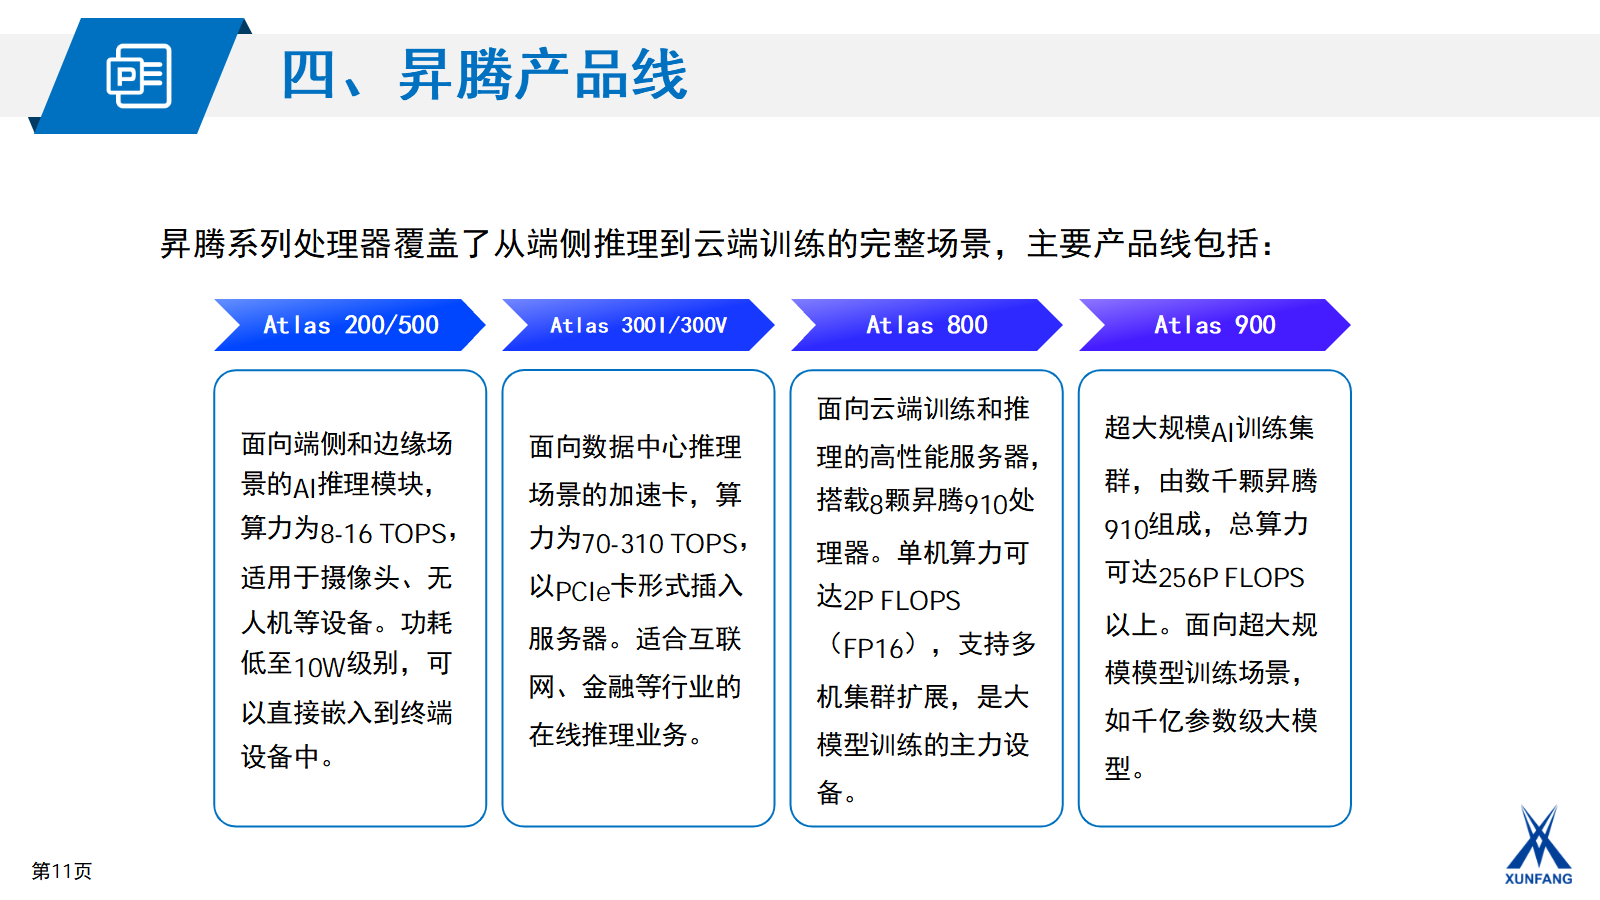 四、昇腾产品线
昇腾系列处理器覆盖了从端侧推理到云端训练的完整场景，主要产品线包括：
Atlas 200/500
面向端侧和边缘场
景的AI推理模块，
算力为8-16 TOPS，
适用于摄像头、无
人机等设备。功耗
低至10W级别，可
以直接嵌入到终端
设备中。
Atlas 300I/300V
面向数据中心推理
场景的加速卡，算
力为70-310 TOPS，
以PCIe卡形式插入
服务器。适合互联
网、金融等行业的
在线推理业务。
Atlas 800
面向云端训练和推
理的高性能服务器，
搭载8颗昇腾910处
理器。单机算力可
达2P FLOPS
（FP16），支持多
机集群扩展，是大
模型训练的主力设
备。
Atlas 900
超大规模AI训练集
群，由数千颗昇腾
910组成，总算力
可达256P FLOPS
以上。面向超大规
模模型训练场景，
如千亿参数级大模
型。
第11页
XUNFANG